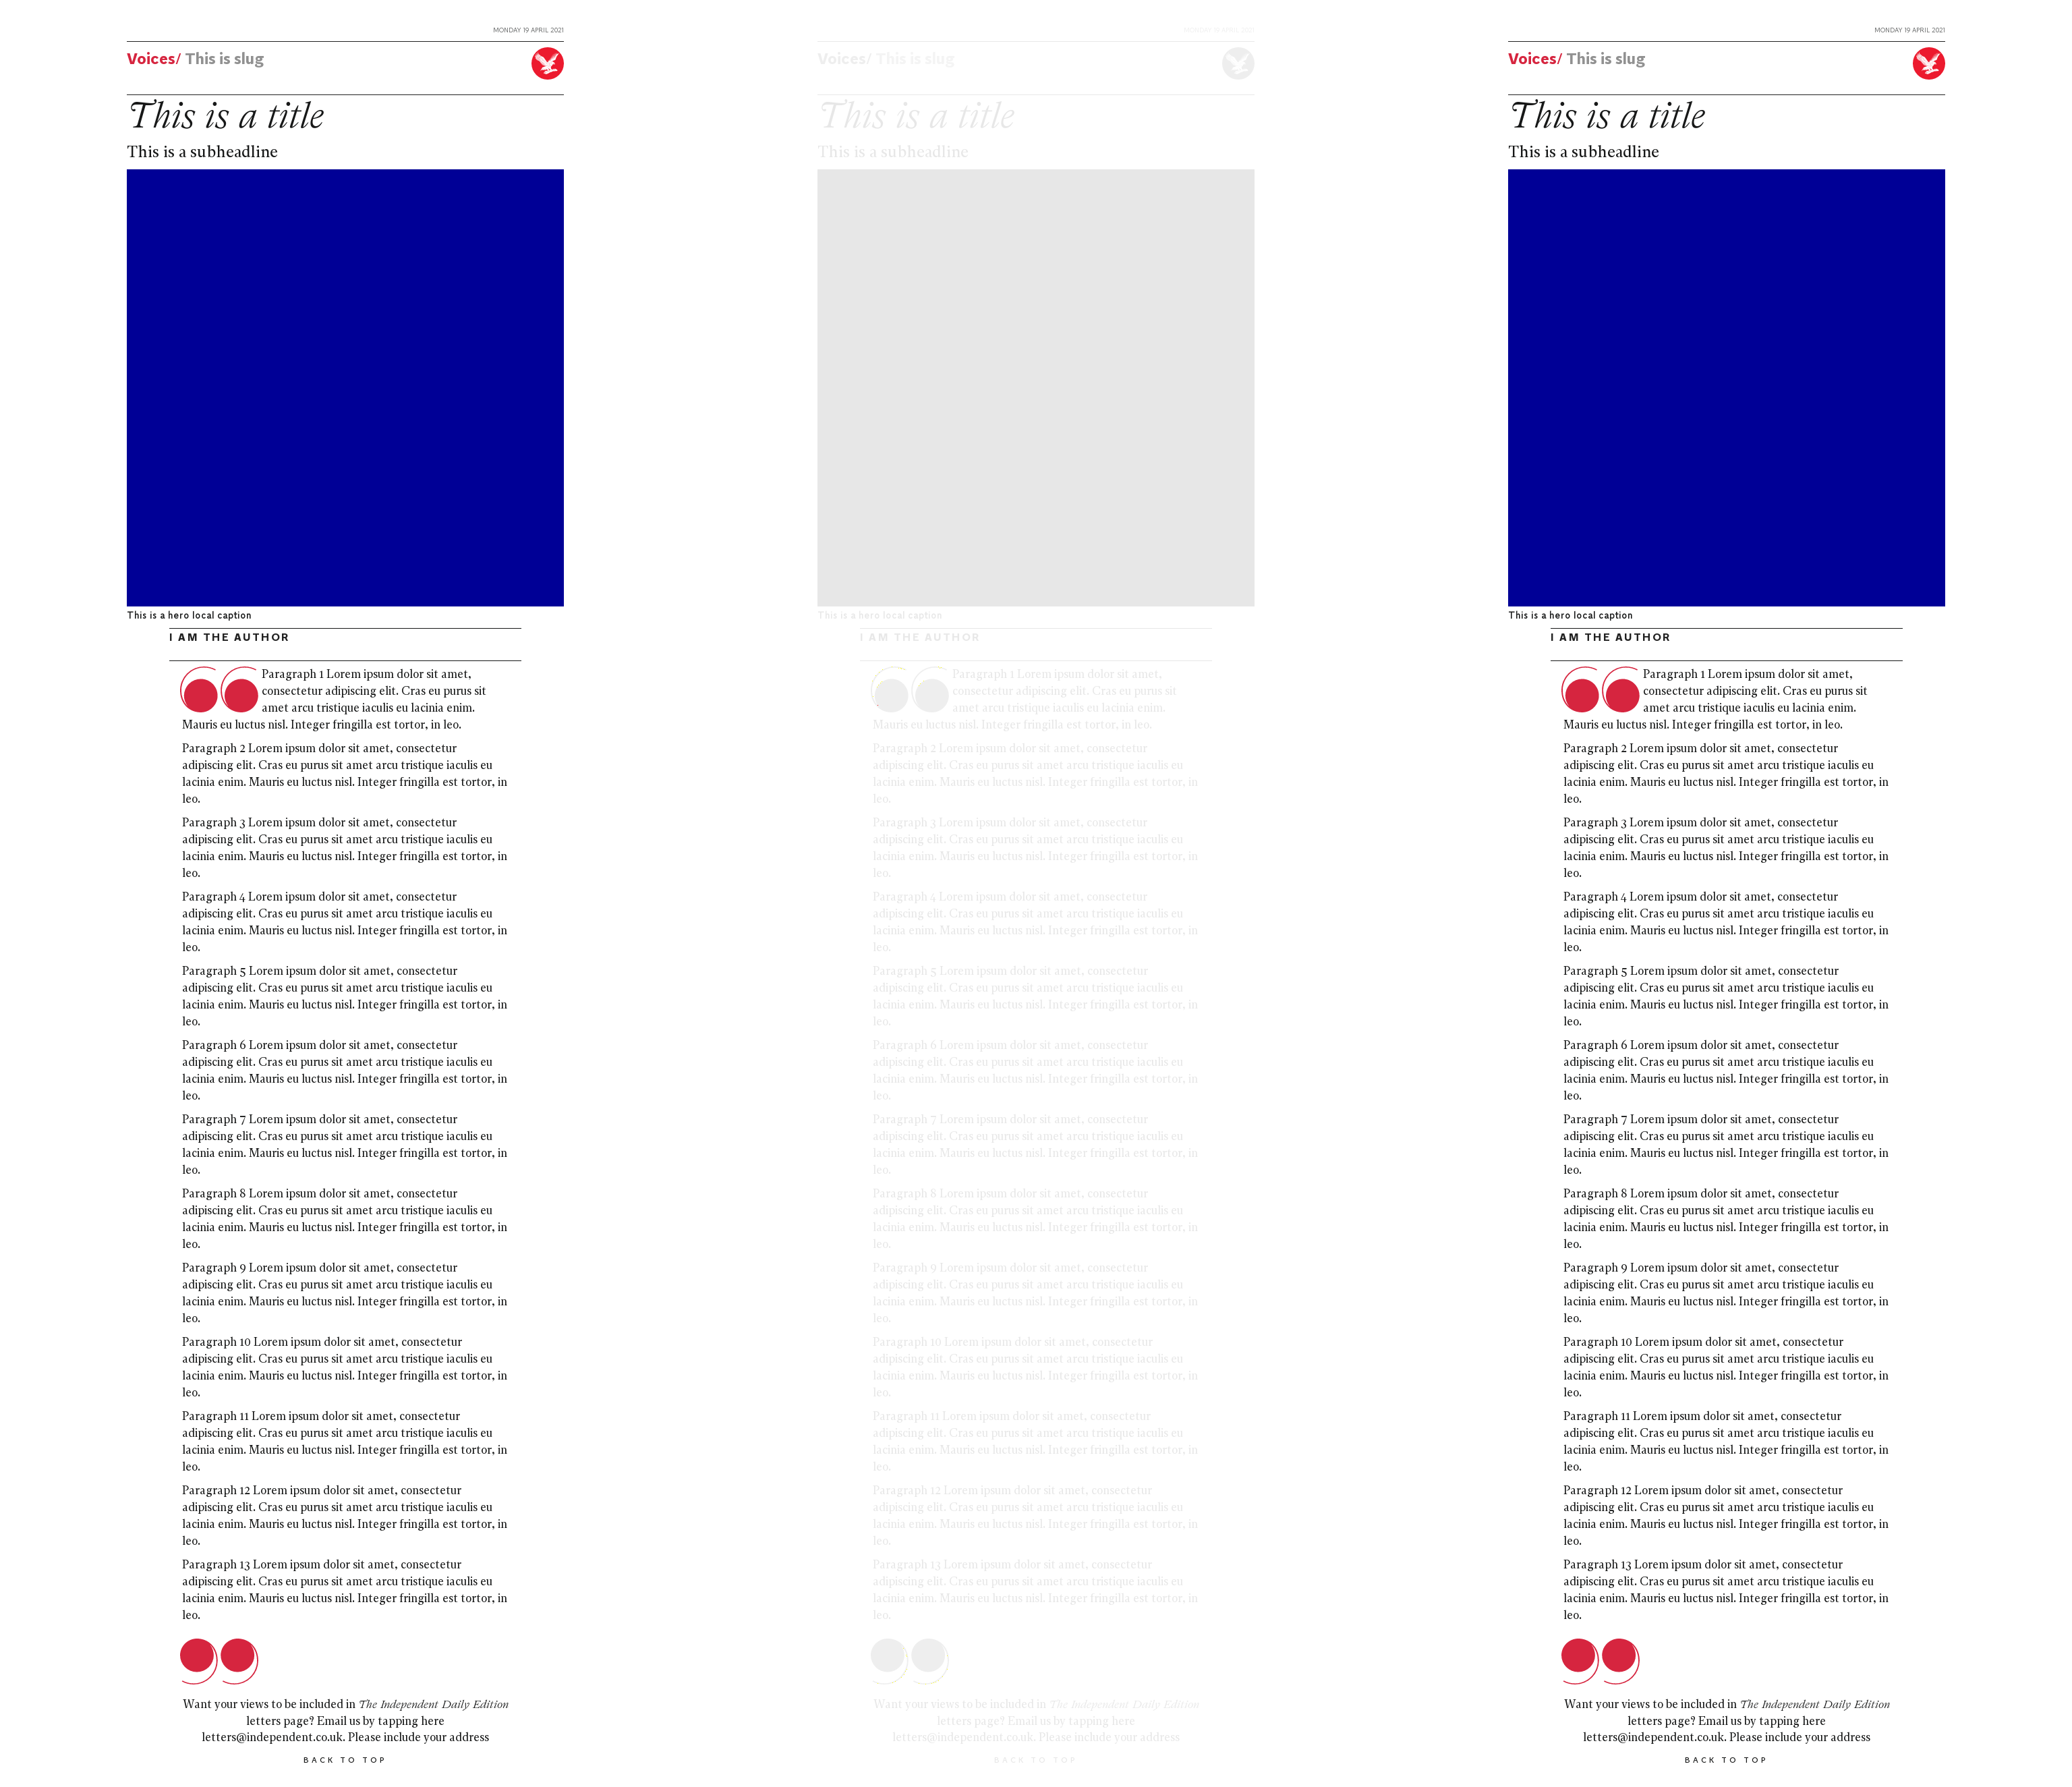 MONDAY 19 APRIL 2021
Voices/ This is slug
This is a title
This is a subheadline
This is a hero local caption
I AM THE AUTHOR
Paragraph 1 Lorem ipsum dolor sit amet,
consectetur adipiscing elit. Cras eu purus sit
amet arcu tristique iaculis eu lacinia enim.
Mauris eu luctus nisl. Integer fringilla est tortor, in leo.
Paragraph 2 Lorem ipsum dolor sit amet, consectetur
adipiscing elit. Cras eu purus sit amet arcu tristique iaculis eu
lacinia enim. Mauris eu luctus nisl. Integer fringilla est tortor, in
leo.
Paragraph 3 Lorem ipsum dolor sit amet, consectetur
adipiscing elit. Cras eu purus sit amet arcu tristique iaculis eu
lacinia enim. Mauris eu luctus nisl. Integer fringilla est tortor, in
leo.
Paragraph 4 Lorem ipsum dolor sit amet, consectetur
adipiscing elit. Cras eu purus sit amet arcu tristique iaculis eu
lacinia enim. Mauris eu luctus nisl. Integer fringilla est tortor, in
leo.
Paragraph 5 Lorem ipsum dolor sit amet, consectetur
adipiscing elit. Cras eu purus sit amet arcu tristique iaculis eu
lacinia enim. Mauris eu luctus nisl. Integer fringilla est tortor, in
leo.
Paragraph 6 Lorem ipsum dolor sit amet, consectetur
adipiscing elit. Cras eu purus sit amet arcu tristique iaculis eu
lacinia enim. Mauris eu luctus nisl. Integer fringilla est tortor, in
leo.
Paragraph 7 Lorem ipsum dolor sit amet, consectetur
adipiscing elit. Cras eu purus sit amet arcu tristique iaculis eu
lacinia enim. Mauris eu luctus nisl. Integer fringilla est tortor, in
leo.
Paragraph 8 Lorem ipsum dolor sit amet, consectetur
adipiscing elit. Cras eu purus sit amet arcu tristique iaculis eu
lacinia enim. Mauris eu luctus nisl. Integer fringilla est tortor, in
leo.
Paragraph 9 Lorem ipsum dolor sit amet, consectetur
adipiscing elit. Cras eu purus sit amet arcu tristique iaculis eu
lacinia enim. Mauris eu luctus nisl. Integer fringilla est tortor, in
leo.
Paragraph 10 Lorem ipsum dolor sit amet, consectetur
adipiscing elit. Cras eu purus sit amet arcu tristique iaculis eu
lacinia enim. Mauris eu luctus nisl. Integer fringilla est tortor, in
leo.
Paragraph 11 Lorem ipsum dolor sit amet, consectetur
adipiscing elit. Cras eu purus sit amet arcu tristique iaculis eu
lacinia enim. Mauris eu luctus nisl. Integer fringilla est tortor, in
leo.
Paragraph 12 Lorem ipsum dolor sit amet, consectetur
adipiscing elit. Cras eu purus sit amet arcu tristique iaculis eu
lacinia enim. Mauris eu luctus nisl. Integer fringilla est tortor, in
leo.
Paragraph 13 Lorem ipsum dolor sit amet, consectetur
adipiscing elit. Cras eu purus sit amet arcu tristique iaculis eu
lacinia enim. Mauris eu luctus nisl. Integer fringilla est tortor, in
leo.
Want your views to be included in The Independent Daily Edition
letters page? Email us by tapping here
letters@independent.co.uk. Please include your address
BACK TO TOP
MONDAY 19 APRIL 2021
Voices/ This is slug
This is a title
This is a subheadline
This is a hero local caption
I AM THE AUTHOR
Paragraph 1 Lorem ipsum dolor sit amet,
consectetur adipiscing elit. Cras eu purus sit
amet arcu tristique iaculis eu lacinia enim.
Mauris eu luctus nisl. Integer fringilla est tortor, in leo.
Paragraph 2 Lorem ipsum dolor sit amet, consectetur
adipiscing elit. Cras eu purus sit amet arcu tristique iaculis eu
lacinia enim. Mauris eu luctus nisl. Integer fringilla est tortor, in
leo.
Paragraph 3 Lorem ipsum dolor sit amet, consectetur
adipiscing elit. Cras eu purus sit amet arcu tristique iaculis eu
lacinia enim. Mauris eu luctus nisl. Integer fringilla est tortor, in
leo.
Paragraph 4 Lorem ipsum dolor sit amet, consectetur
adipiscing elit. Cras eu purus sit amet arcu tristique iaculis eu
lacinia enim. Mauris eu luctus nisl. Integer fringilla est tortor, in
leo.
Paragraph 5 Lorem ipsum dolor sit amet, consectetur
adipiscing elit. Cras eu purus sit amet arcu tristique iaculis eu
lacinia enim. Mauris eu luctus nisl. Integer fringilla est tortor, in
leo.
Paragraph 6 Lorem ipsum dolor sit amet, consectetur
adipiscing elit. Cras eu purus sit amet arcu tristique iaculis eu
lacinia enim. Mauris eu luctus nisl. Integer fringilla est tortor, in
leo.
Paragraph 7 Lorem ipsum dolor sit amet, consectetur
adipiscing elit. Cras eu purus sit amet arcu tristique iaculis eu
lacinia enim. Mauris eu luctus nisl. Integer fringilla est tortor, in
leo.
Paragraph 8 Lorem ipsum dolor sit amet, consectetur
adipiscing elit. Cras eu purus sit amet arcu tristique iaculis eu
lacinia enim. Mauris eu luctus nisl. Integer fringilla est tortor, in
leo.
Paragraph 9 Lorem ipsum dolor sit amet, consectetur
adipiscing elit. Cras eu purus sit amet arcu tristique iaculis eu
lacinia enim. Mauris eu luctus nisl. Integer fringilla est tortor, in
leo.
Paragraph 10 Lorem ipsum dolor sit amet, consectetur
adipiscing elit. Cras eu purus sit amet arcu tristique iaculis eu
lacinia enim. Mauris eu luctus nisl. Integer fringilla est tortor, in
leo.
Paragraph 11 Lorem ipsum dolor sit amet, consectetur
adipiscing elit. Cras eu purus sit amet arcu tristique iaculis eu
lacinia enim. Mauris eu luctus nisl. Integer fringilla est tortor, in
leo.
Paragraph 12 Lorem ipsum dolor sit amet, consectetur
adipiscing elit. Cras eu purus sit amet arcu tristique iaculis eu
lacinia enim. Mauris eu luctus nisl. Integer fringilla est tortor, in
leo.
Paragraph 13 Lorem ipsum dolor sit amet, consectetur
adipiscing elit. Cras eu purus sit amet arcu tristique iaculis eu
lacinia enim. Mauris eu luctus nisl. Integer fringilla est tortor, in
leo.
Want your views to be included in The Independent Daily Edition
letters page? Email us by tapping here
letters@independent.co.uk. Please include your address
BACK TO TOP
MONDAY 19 APRIL 2021
Voices/ This is slug
This is a title
This is a subheadline
This is a hero local caption
I AM THE AUTHOR
Paragraph 1 Lorem ipsum dolor sit amet,
consectetur adipiscing elit. Cras eu purus sit
amet arcu tristique iaculis eu lacinia enim.
Mauris eu luctus nisl. Integer fringilla est tortor, in leo.
Paragraph 2 Lorem ipsum dolor sit amet, consectetur
adipiscing elit. Cras eu purus sit amet arcu tristique iaculis eu
lacinia enim. Mauris eu luctus nisl. Integer fringilla est tortor, in
leo.
Paragraph 3 Lorem ipsum dolor sit amet, consectetur
adipiscing elit. Cras eu purus sit amet arcu tristique iaculis eu
lacinia enim. Mauris eu luctus nisl. Integer fringilla est tortor, in
leo.
Paragraph 4 Lorem ipsum dolor sit amet, consectetur
adipiscing elit. Cras eu purus sit amet arcu tristique iaculis eu
lacinia enim. Mauris eu luctus nisl. Integer fringilla est tortor, in
leo.
Paragraph 5 Lorem ipsum dolor sit amet, consectetur
adipiscing elit. Cras eu purus sit amet arcu tristique iaculis eu
lacinia enim. Mauris eu luctus nisl. Integer fringilla est tortor, in
leo.
Paragraph 6 Lorem ipsum dolor sit amet, consectetur
adipiscing elit. Cras eu purus sit amet arcu tristique iaculis eu
lacinia enim. Mauris eu luctus nisl. Integer fringilla est tortor, in
leo.
Paragraph 7 Lorem ipsum dolor sit amet, consectetur
adipiscing elit. Cras eu purus sit amet arcu tristique iaculis eu
lacinia enim. Mauris eu luctus nisl. Integer fringilla est tortor, in
leo.
Paragraph 8 Lorem ipsum dolor sit amet, consectetur
adipiscing elit. Cras eu purus sit amet arcu tristique iaculis eu
lacinia enim. Mauris eu luctus nisl. Integer fringilla est tortor, in
leo.
Paragraph 9 Lorem ipsum dolor sit amet, consectetur
adipiscing elit. Cras eu purus sit amet arcu tristique iaculis eu
lacinia enim. Mauris eu luctus nisl. Integer fringilla est tortor, in
leo.
Paragraph 10 Lorem ipsum dolor sit amet, consectetur
adipiscing elit. Cras eu purus sit amet arcu tristique iaculis eu
lacinia enim. Mauris eu luctus nisl. Integer fringilla est tortor, in
leo.
Paragraph 11 Lorem ipsum dolor sit amet, consectetur
adipiscing elit. Cras eu purus sit amet arcu tristique iaculis eu
lacinia enim. Mauris eu luctus nisl. Integer fringilla est tortor, in
leo.
Paragraph 12 Lorem ipsum dolor sit amet, consectetur
adipiscing elit. Cras eu purus sit amet arcu tristique iaculis eu
lacinia enim. Mauris eu luctus nisl. Integer fringilla est tortor, in
leo.
Paragraph 13 Lorem ipsum dolor sit amet, consectetur
adipiscing elit. Cras eu purus sit amet arcu tristique iaculis eu
lacinia enim. Mauris eu luctus nisl. Integer fringilla est tortor, in
leo.
Want your views to be included in The Independent Daily Edition
letters page? Email us by tapping here
letters@independent.co.uk. Please include your address
BACK TO TOP